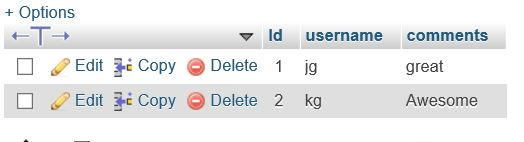 + Options
Id username comments
Edit Copy Delete 1 jg great
Edit Copy Delete 2 kg Awesome